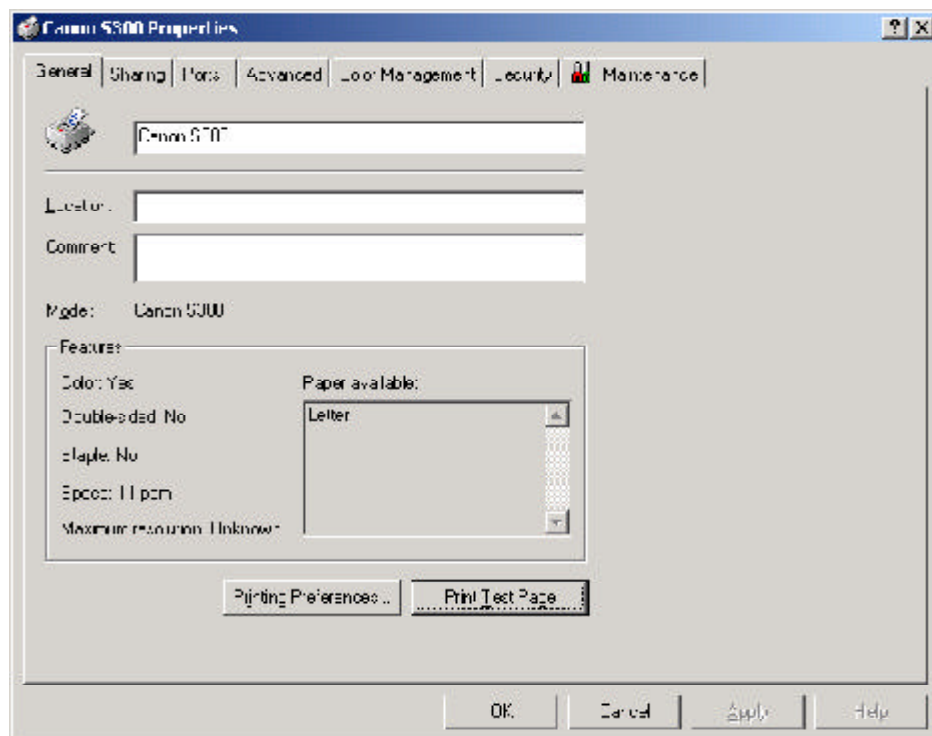 Canon S300 Properties
General Sharing Ports Advanced Color Management Security Maintenance
Canon S300
Location:
Comment:
Model: Canon S300
Features
Color: Yes Paper available:
Double-sided: No Letter
Staple: No
Speed: 11 ppm
Maximum resolution: Unknown
Printing Preferences... Print Test Page
OK Cancel Apply Help